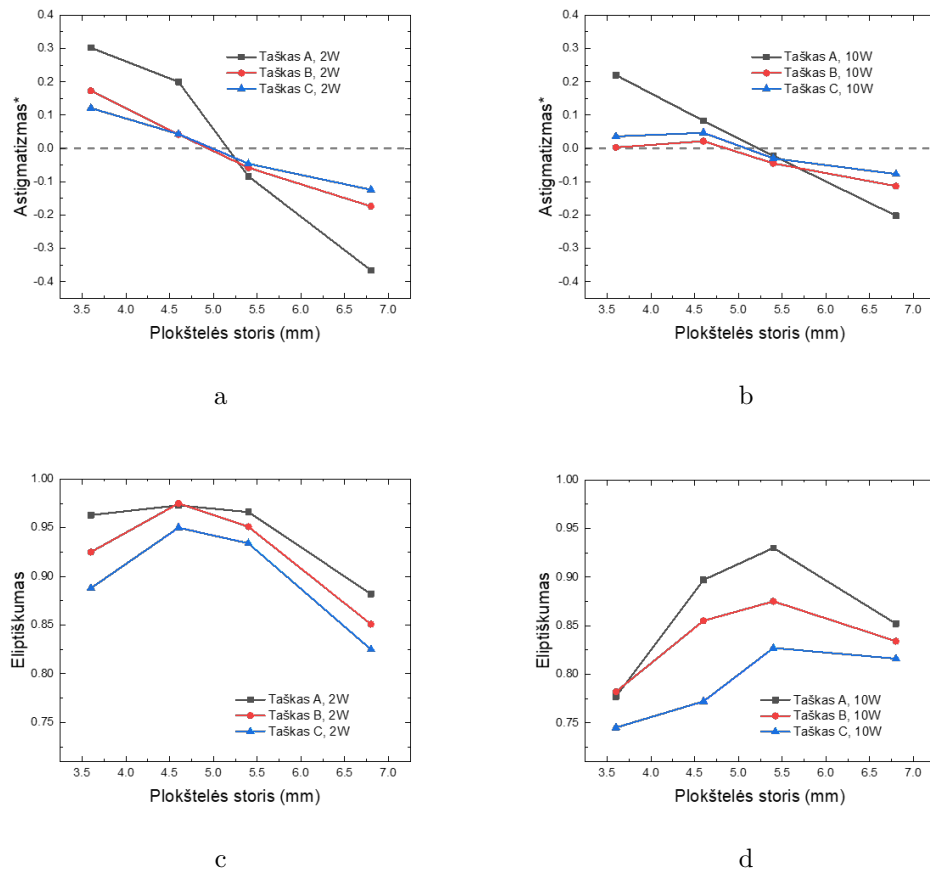 0.4
0.3
0.2
0.1
0.0
-0.1
-0.2
-0.3
-0.4
Astigmatizmas*
Taškas A, 2W
Taškas B, 2W
Taškas C, 2W
3.5 4.0 4.5 5.0 5.5 6.0 6.5 7.0
Plokštelės storis (mm)
a
0.4
0.3
0.2
0.1
0.0
-0.1
-0.2
-0.3
-0.4
Astigmatizmas*
Taškas A, 10W
Taškas B, 10W
Taškas C, 10W
3.5 4.0 4.5 5.0 5.5 6.0 6.5 7.0
Plokštelės storis (mm)
b
1.00
0.95
0.90
0.85
0.80
0.75
Eliptiškumas
Taškas A, 2W
Taškas B, 2W
Taškas C, 2W
3.5 4.0 4.5 5.0 5.5 6.0 6.5 7.0
Plokštelės storis (mm)
c
1.00
0.95
0.90
0.85
0.80
0.75
Eliptiškumas
Taškas A, 10W
Taškas B, 10W
Taškas C, 10W
3.5 4.0 4.5 5.0 5.5 6.0 6.5 7.0
Plokštelės storis (mm)
d